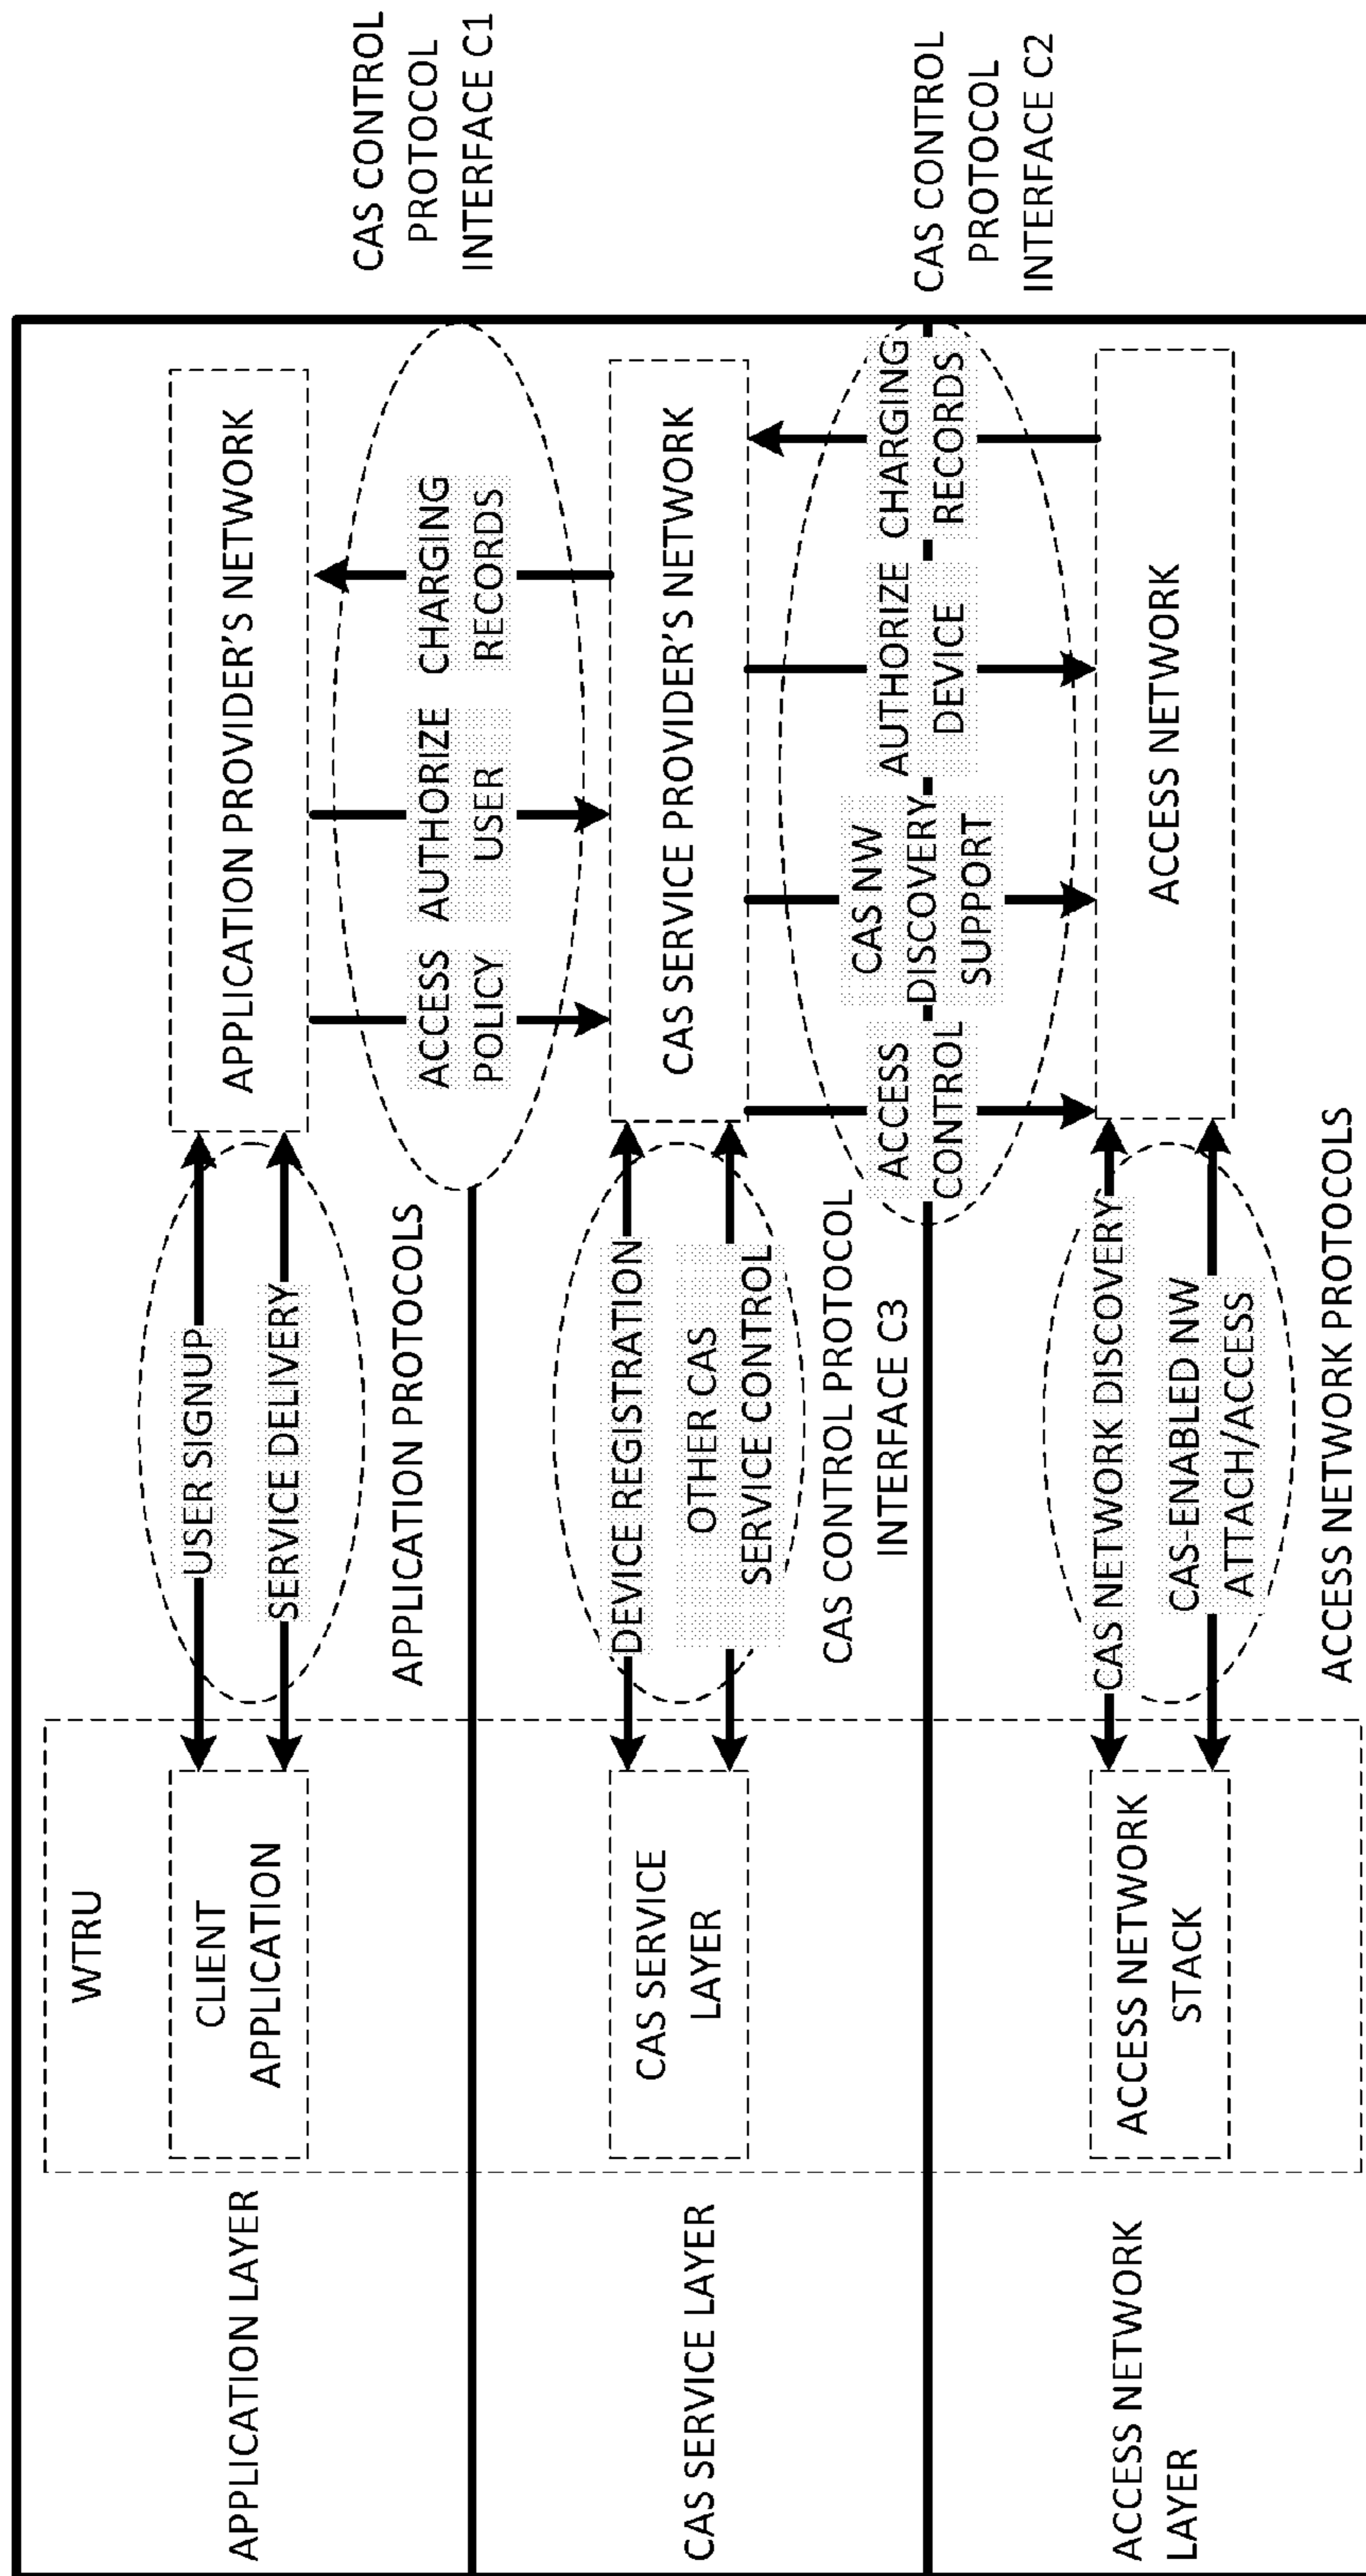 APPLICATION LAYER
WTRU
CLIENT
APPLICATION
USER SIGNUP
SERVICE DELIVERY
APPLICATION PROTOCOLS
APPLICATION PROVIDER'S NETWORK
ACCESS
POLICY
AUTHORIZE
USER
CHARGING
RECORDS
CAS CONTROL
PROTOCOL
INTERFACE C1
CAS SERVICE LAYER
CAS SERVICE
LAYER
DEVICE REGISTRATION
OTHER CAS
SERVICE CONTROL
CAS CONTROL PROTOCOL
INTERFACE C3
CAS SERVICE PROVIDER'S NETWORK
ACCESS
CONTROL
CAS NW
DISCOVERY
SUPPORT
AUTHORIZE
DEVICE
CHARGING
RECORDS
CAS CONTROL
PROTOCOL
INTERFACE C2
ACCESS NETWORK
LAYER
ACCESS NETWORK
STACK
CAS NETWORK DISCOVERY
CAS-ENABLED NW
ATTACH/ACCESS
ACCESS NETWORK PROTOCOLS
ACCESS NETWORK